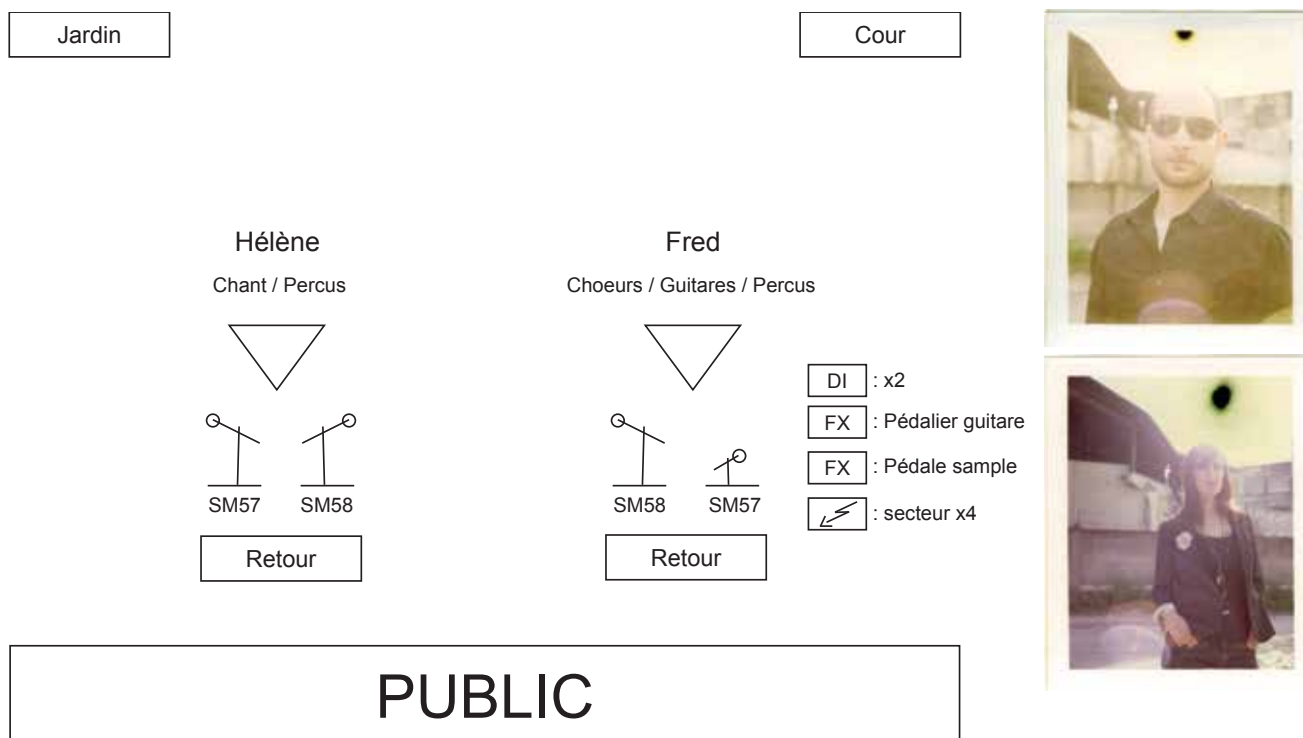 Jardin
Cour
Hélène
Chant / Percus
Fred
Choeurs / Guitares / Percus
DI : x2
FX : Pédalier guitare
FX : Pédale sample
: secteur x4
SM57 SM58
SM58 SM57
Retour
Retour
PUBLIC